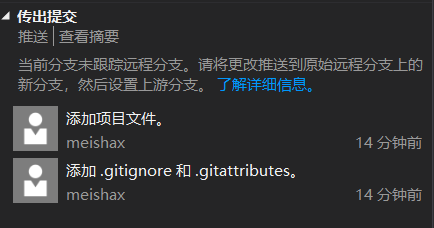 传出提交
推送 | 查看摘要
当前分支未跟踪远程分支。请将更改推送到原始远程分支上的
新分支，然后设置上游分支。 了解详细信息。
添加项目文件。
meishax 14 分钟前
添加 .gitignore 和 .gitattributes。
meishax 14 分钟前